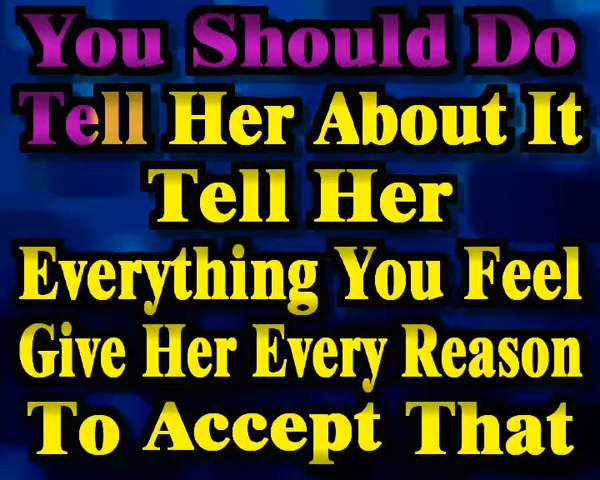 You Should Do
Tell Her About It
Tell Her
Everything You Feel
Give Her Every Reason
To Accept That